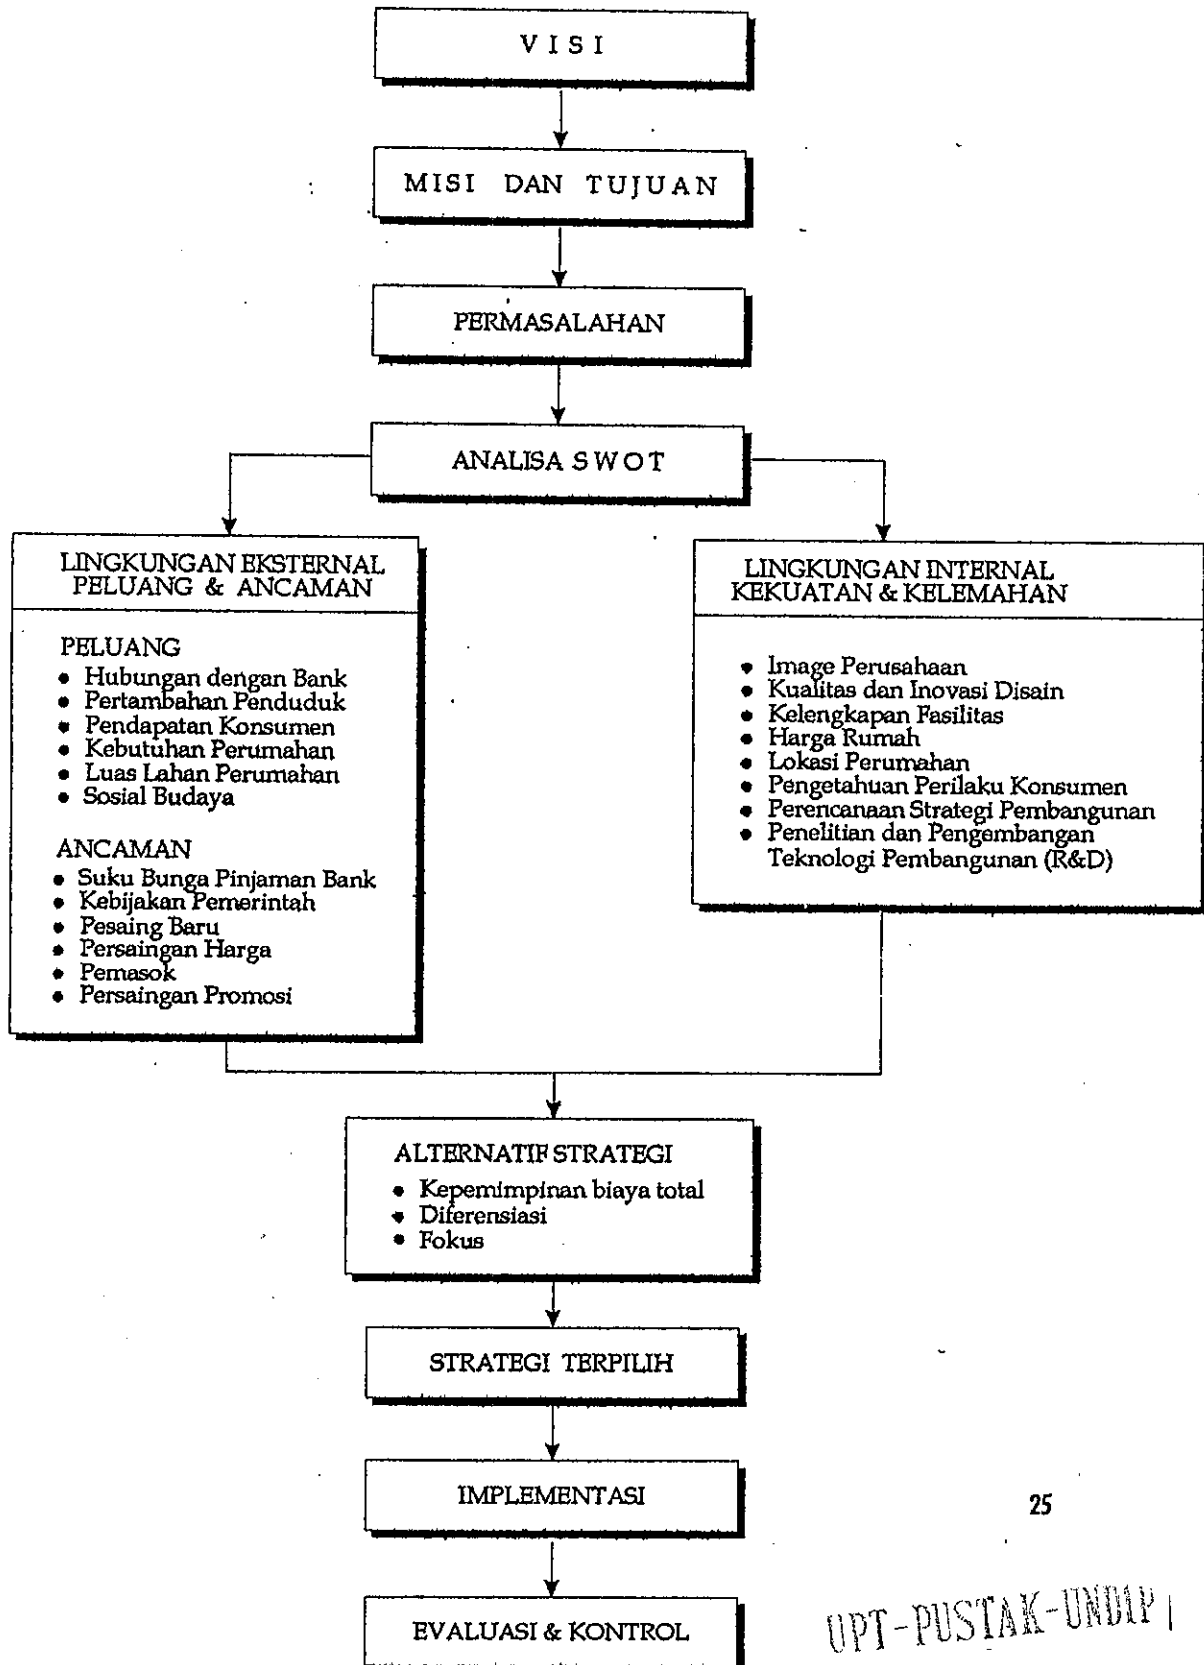 VISI
MISI DAN TUJUAN
PERMASALAHAN
ANALISA SWOT
LINGKUNGAN EKSTERNAL
PELUANG & ANCAMAN
PELUANG
• Hubungan dengan Bank
• Pertambahan Penduduk
• Pendapatan Konsumen
• Kebutuhan Perumahan
• Luas Lahan Perumahan
• Sosial Budaya
ANCAMAN
• Suku Bunga Pinjaman Bank
• Kebijakan Pemerintah
• Pesaing Baru
• Persaingan Harga
• Pemasok
• Persaingan Promosi
LINGKUNGAN INTERNAL
KEKUATAN & KELEMAHAN
• Image Perusahaan
• Kualitas dan Inovasi Disain
• Kelengkapan Fasilitas
• Harga Rumah
• Lokasi Perumahan
• Pengetahuan Perilaku Konsumen
• Perencanaan Strategi Pembangunan
• Penelitian dan Pengembangan
Teknologi Pembangunan (R&D)
ALTERNATIF STRATEGI
• Kepemimpinan biaya total
• Diferensiasi
• Fokus
STRATEGI TERPILIH
IMPLEMENTASI
EVALUASI & KONTROL
25
UPT-PUSTAK-UNDIP